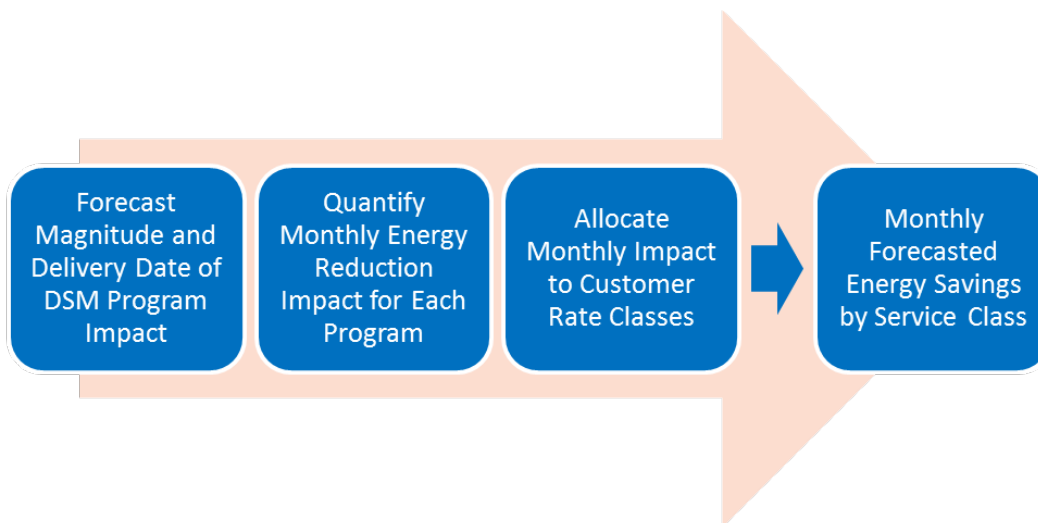 Forecast
Magnitude and
Delivery Date of
DSM Program
Impact
Quantify
Monthly Energy
Reduction
Impact for Each
Program
Allocate
Monthly Impact
to Customer
Rate Classes
Monthly
Forecasted
Energy Savings
by Service Class